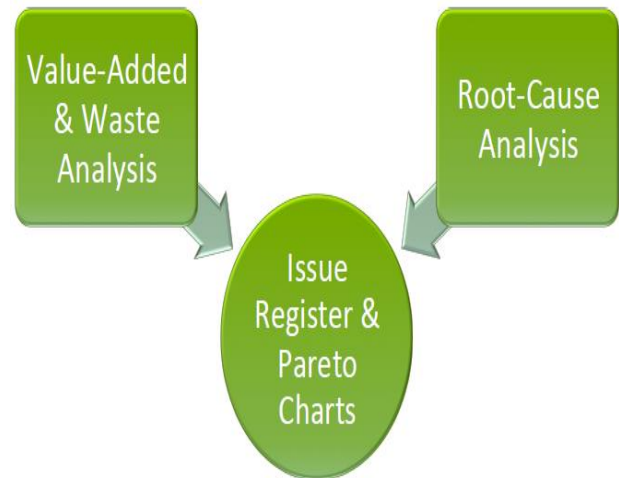 Value-Added
& Waste
Analysis
Root-Cause
Analysis
Issue
Register &
Pareto
Charts